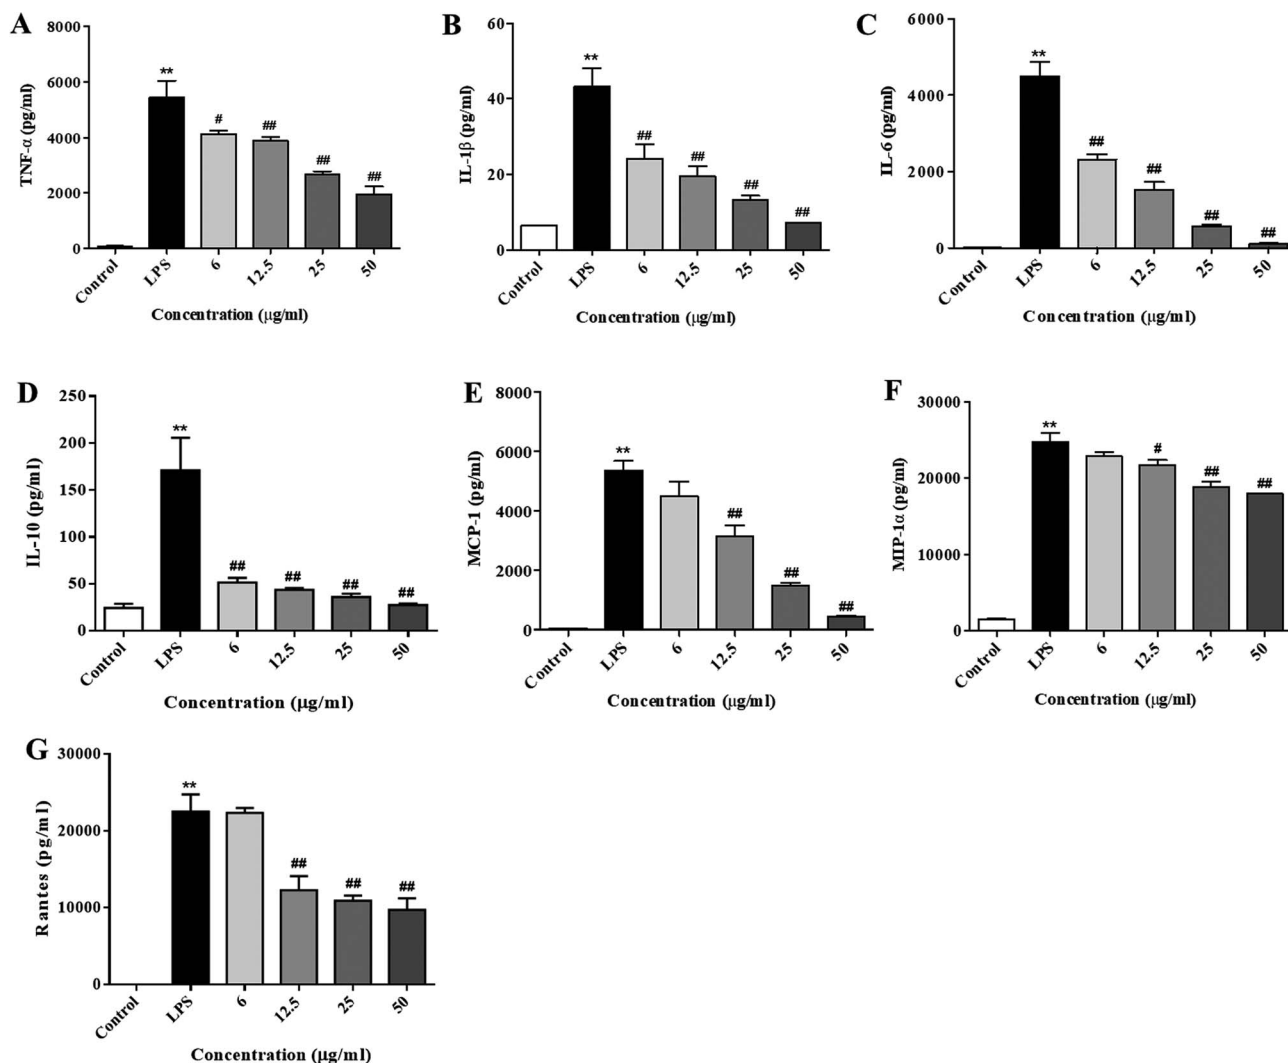 A
TNF-α (pg/ml)
8000
6000
4000
2000
0
**
#
##
##
##
Control
LPS
6
12.5
25
50
Concentration (μg/ml)
B
IL-1β (pg/ml)
60
40
20
0
**
##
##
##
##
Control
LPS
6
12.5
25
50
Concentration (μg/ml)
C
IL-6 (pg/ml)
6000
4000
2000
0
**
##
##
##
##
Control
LPS
6
12.5
25
50
Concentration (μg/ml)
D
IL-10 (pg/ml)
250
200
150
100
50
0
**
##
##
##
##
Control
LPS
6
12.5
25
50
Concentration (μg/ml)
E
MCP-1 (pg/ml)
8000
6000
4000
2000
0
**
##
##
##
Control
LPS
6
12.5
25
50
Concentration (μg/ml)
F
MIP-1α (pg/ml)
30000
20000
10000
0
**
#
##
##
Control
LPS
6
12.5
25
50
Concentration (μg/ml)
G
Rantes (pg/ml)
30000
20000
10000
0
**
##
##
##
Control
LPS
6
12.5
25
50
Concentration (μg/ml)